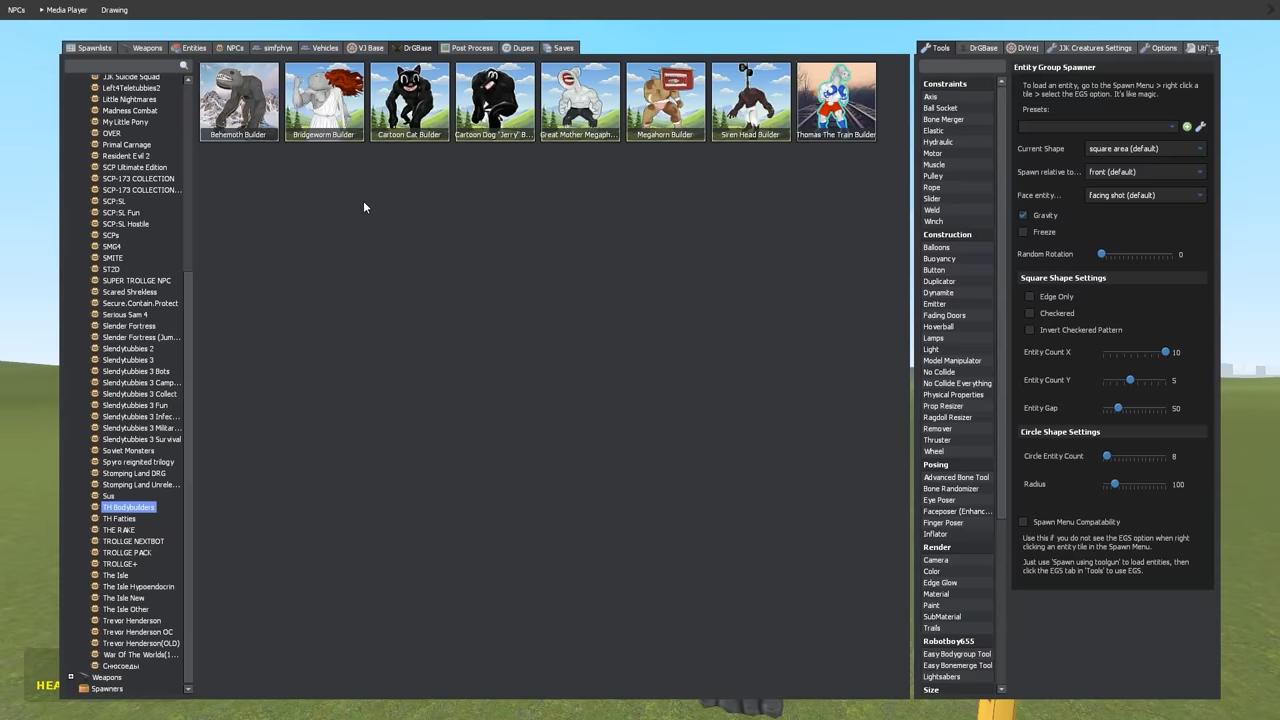 NPCs
Media Player
Drawing
Spawnlists
Weapons
Entities
NPCs
simfphys
Vehicles
VJ Base
DrGBase
Post Process
Dupes
Saves
JJK Suicide Squad
Left4Teletubbies2
Little Nightmares
Madness Combat
My Little Pony
OVER
Primal Carnage
Resident Evil 2
SCP Ultimate Edition
SCP-173 COLLECTION
SCP-173 COLLECTION...
SCP:SL
SCP:SL Fun
SCP:SL Hostile
SCPs
SMG4
SMITE
ST2D
SUPER TROLLGE NPC
Scared Shrekless
Secure.Contain.Protect
Serious Sam 4
Slender Fortress
Slender Fortress (Jum...
Slendytubbies 2
Slendytubbies 3
Slendytubbies 3 Bots
Slendytubbies 3 Camp...
Slendytubbies 3 Collect
Slendytubbies 3 Fun
Slendytubbies 3 Infec...
Slendytubbies 3 Militar...
Slendytubbies 3 Survival
Soviet Monsters
Spyro reignited trilogy
Stomping Land DRG
Stomping Land Unrele...
Sus
TH Bodybuilders
TH Fatties
THE RAKE
TROLLGE NEXTBOT
TROLLGE PACK
TROLLGE+
The Isle
The Isle Hypoendocrin
The Isle New
The Isle Other
Trevor Henderson
Trevor Henderson OC
Trevor Henderson(OLD)
War Of The Worlds(1...
Снюсоеды
Weapons
Spawners
Behemoth Builder
Bridgeworm Builder
Cartoon Cat Builder
Cartoon Dog "Jerry" B...
Great Mother Megaph...
Megahorn Builder
Siren Head Builder
Thomas The Train Builder
HEA
Tools
DrGBase
DrVrej
JJK Creatures Settings
Options
Uti
Constraints
Axis
Ball Socket
Bone Merger
Elastic
Hydraulic
Motor
Muscle
Pulley
Rope
Slider
Weld
Winch
Construction
Balloons
Buoyancy
Button
Duplicator
Dynamite
Emitter
Fading Doors
Hoverball
Lamps
Light
Model Manipulator
No Collide
No Collide Everything
Physical Properties
Prop Resizer
Ragdoll Resizer
Remover
Thruster
Wheel
Posing
Advanced Bone Tool
Bone Randomizer
Eye Poser
Faceposer (Enhanc...
Finger Poser
Inflator
Render
Camera
Color
Edge Glow
Material
Paint
SubMaterial
Trails
Robotboy655
Easy Bodygroup Tool
Easy Bonemerge Tool
Lightsabers
Size
Entity Group Spawner
To load an entity, go to the Spawn Menu > right click a
tile > select the EGS option. It's like magic.
Presets:
Current Shape square area (default)
Spawn relative to... front (default)
Face entity... facing shot (default)
Gravity
Freeze
Random Rotation 0
Square Shape Settings
Edge Only
Checkered
Invert Checkered Pattern
Entity Count X 10
Entity Count Y 5
Entity Gap 50
Circle Shape Settings
Circle Entity Count 8
Radius 100
Spawn Menu Compatability
Use this if you do not see the EGS option when right
clicking an entity tile in the Spawn Menu.
Just use 'Spawn using toolgun' to load entities, then
click the EGS tab in 'Tools' to use EGS.